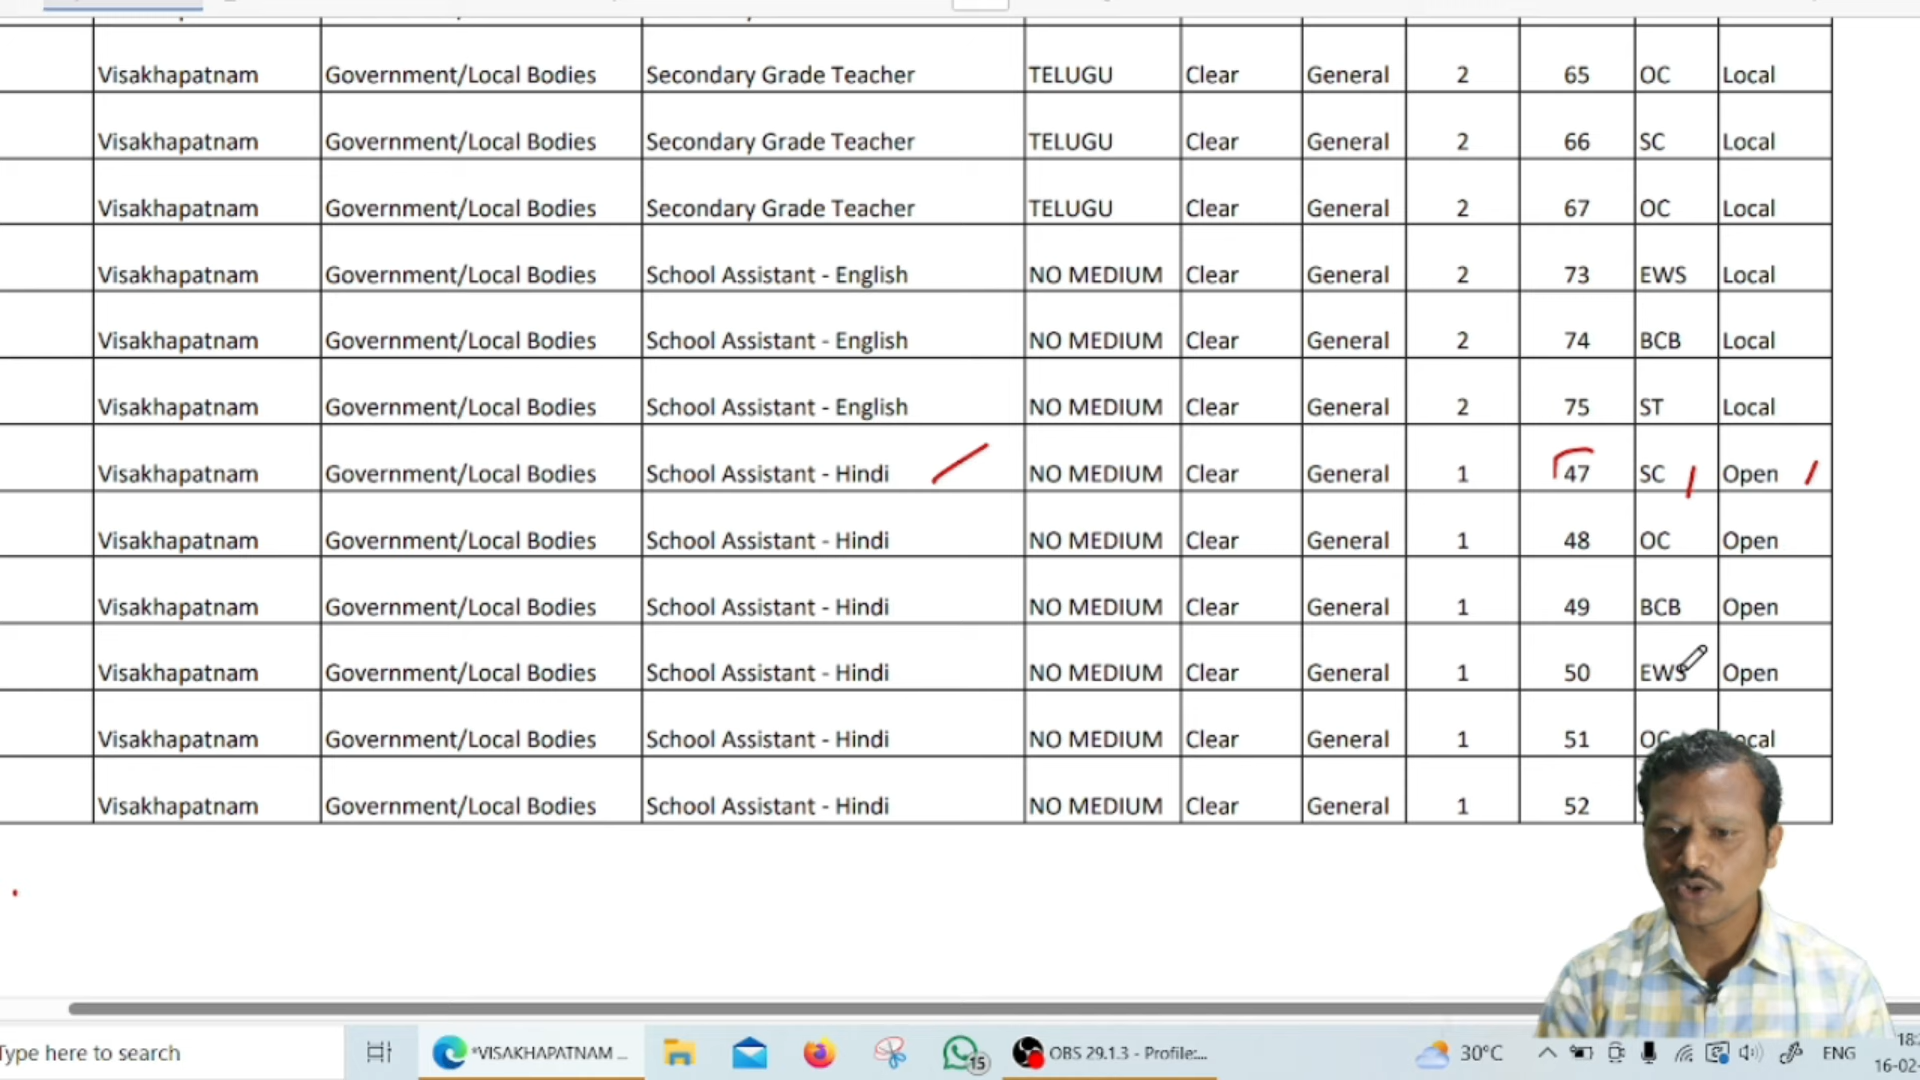 Visakhapatnam Government/Local Bodies Secondary Grade Teacher TELUGU Clear General 2 65 OC Local
Visakhapatnam Government/Local Bodies Secondary Grade Teacher TELUGU Clear General 2 66 SC Local
Visakhapatnam Government/Local Bodies Secondary Grade Teacher TELUGU Clear General 2 67 OC Local
Visakhapatnam Government/Local Bodies School Assistant - English NO MEDIUM Clear General 2 73 EWS Local
Visakhapatnam Government/Local Bodies School Assistant - English NO MEDIUM Clear General 2 74 BCB Local
Visakhapatnam Government/Local Bodies School Assistant - English NO MEDIUM Clear General 2 75 ST Local
Visakhapatnam Government/Local Bodies School Assistant - Hindi NO MEDIUM Clear General 1 47 SC Open
Visakhapatnam Government/Local Bodies School Assistant - Hindi NO MEDIUM Clear General 1 48 OC Open
Visakhapatnam Government/Local Bodies School Assistant - Hindi NO MEDIUM Clear General 1 49 BCB Open
Visakhapatnam Government/Local Bodies School Assistant - Hindi NO MEDIUM Clear General 1 50 EWS Open
Visakhapatnam Government/Local Bodies School Assistant - Hindi NO MEDIUM Clear General 1 51
Visakhapatnam Government/Local Bodies School Assistant - Hindi NO MEDIUM Clear General 1 52
Type here to search *VISAKHAPATNAM ... 15 OBS 29.1.3 - Profile:... 30°C ENG
16-02-